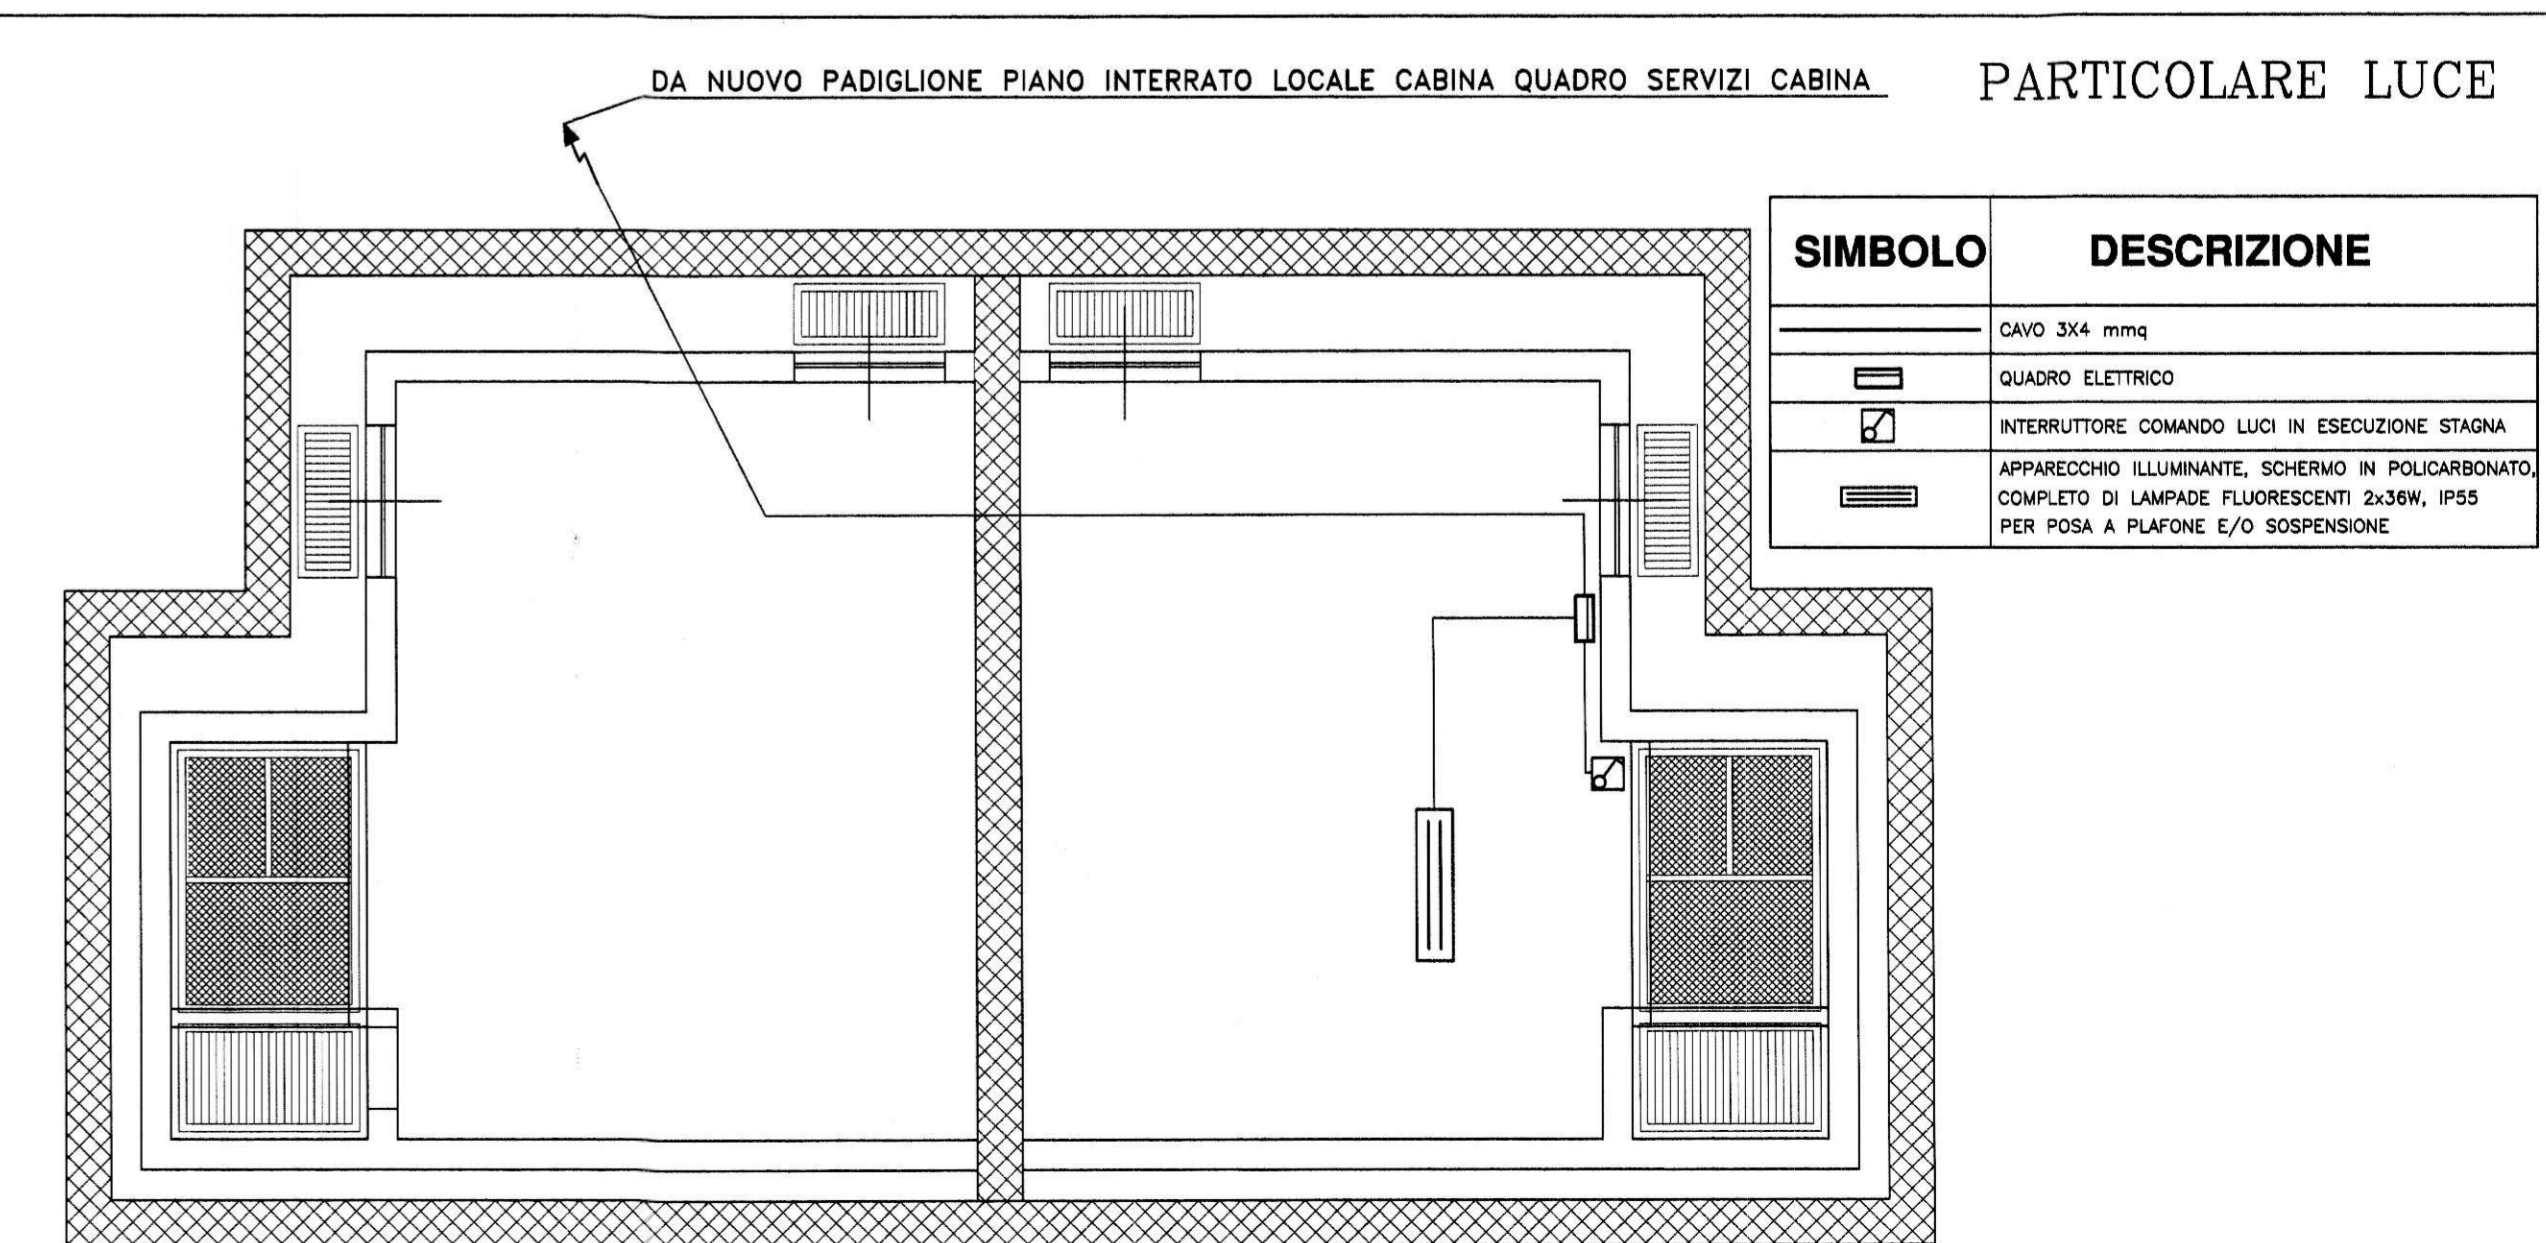 DA NUOVO PADIGLIONE PIANO INTERRATO LOCALE CABINA QUADRO SERVIZI CABINA
PARTICOLARE LUCE
SIMBOLO DESCRIZIONE
CAVO 3X4 mmq
QUADRO ELETTRICO
INTERRUTTORE COMANDO LUCI IN ESECUZIONE STAGNA
APPARECCHIO ILLUMINANTE, SCHERMO IN POLICARBONATO,
COMPLETO DI LAMPADE FLUORESCENTI 2x36W, IP55
PER POSA A PLAFONE E/O SOSPENSIONE